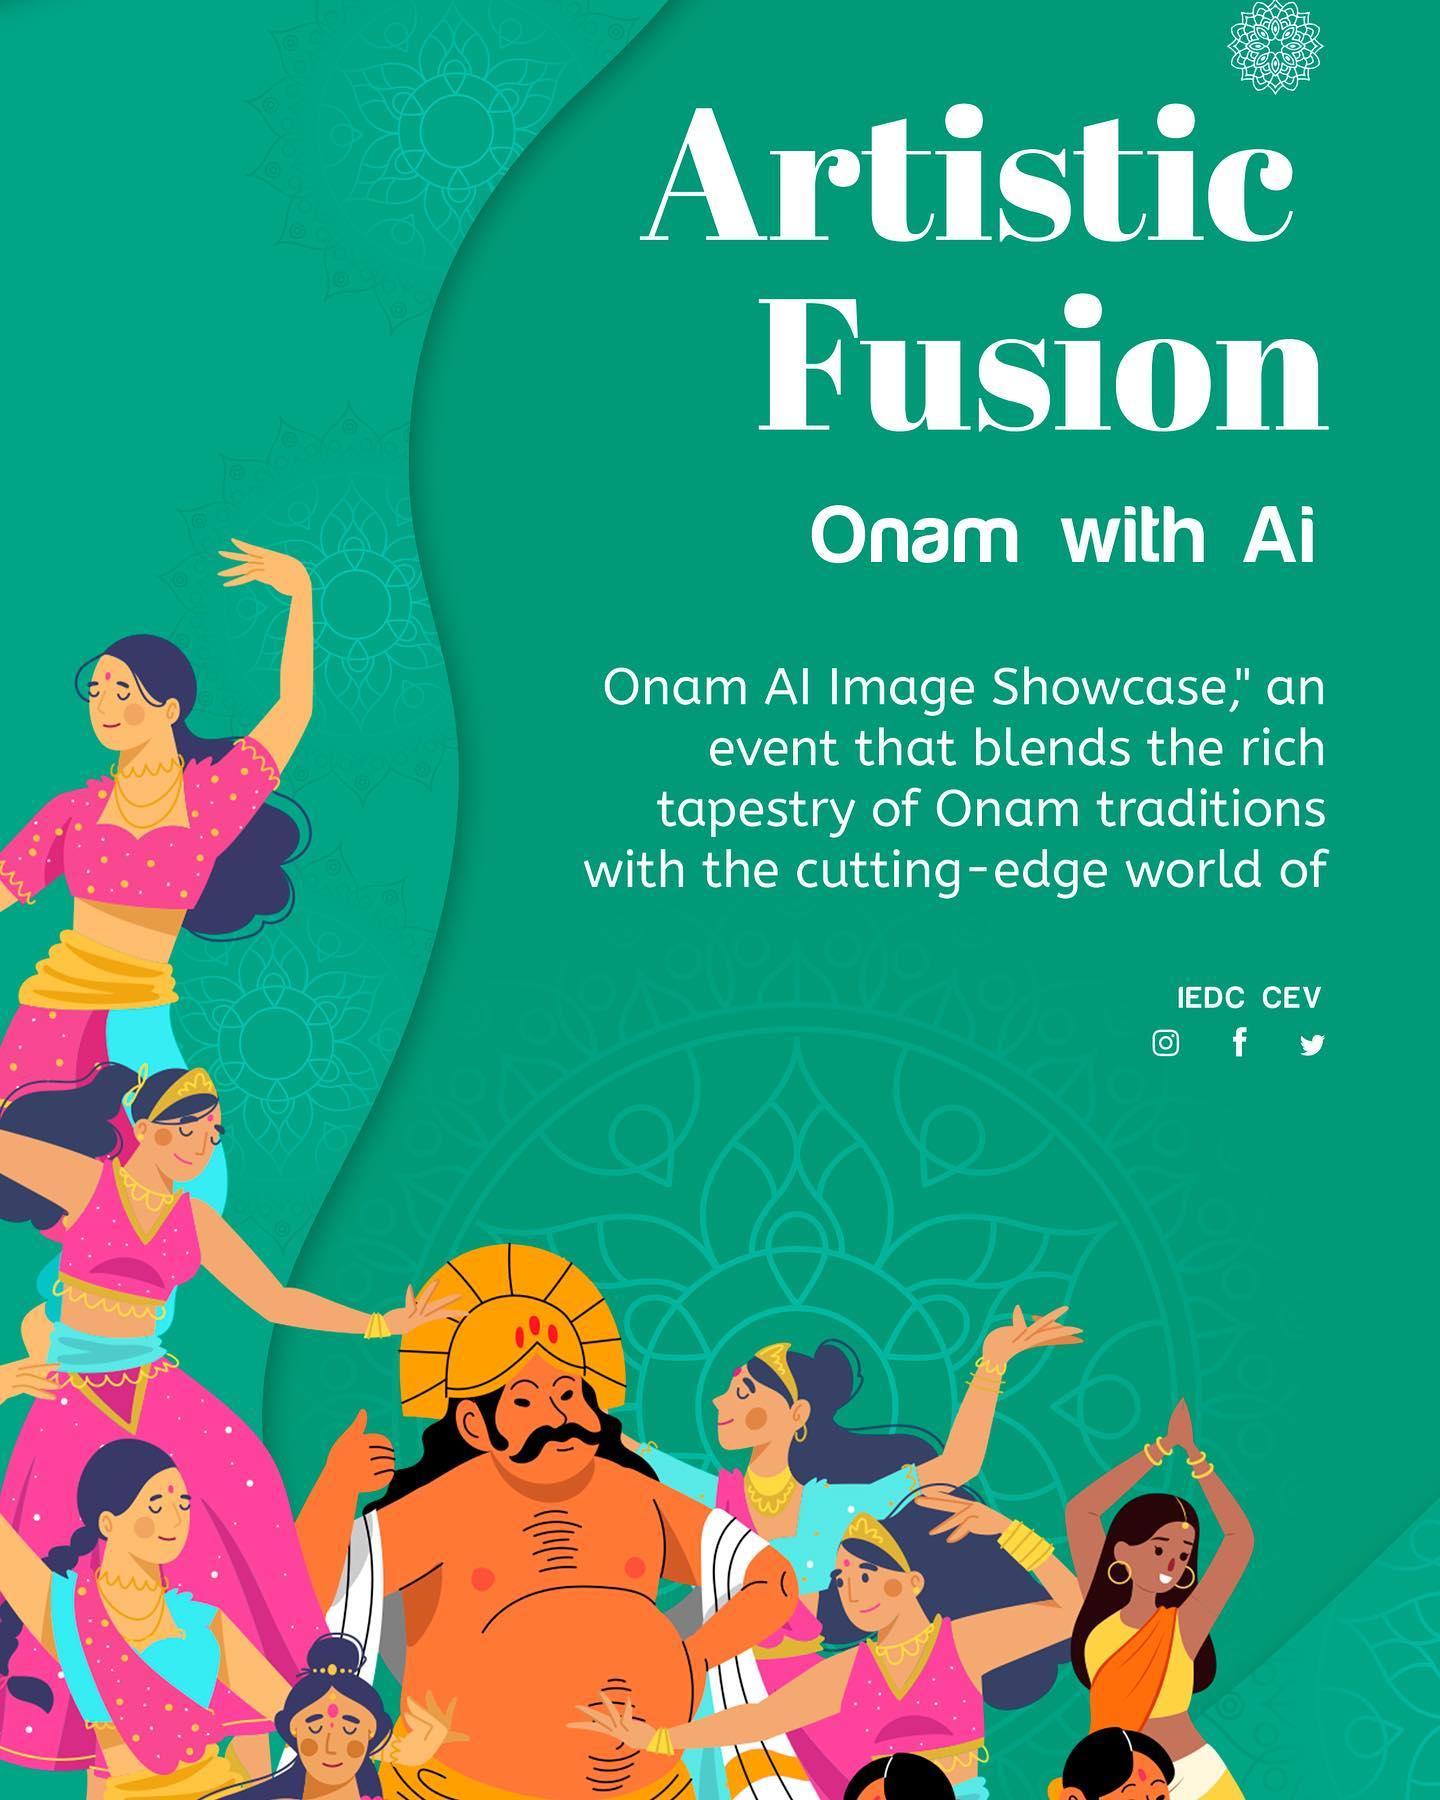 Artistic
Fusion
Onam with Ai
Onam AI Image Showcase," an
event that blends the rich
tapestry of Onam traditions
with the cutting-edge world of
IEDC CEV